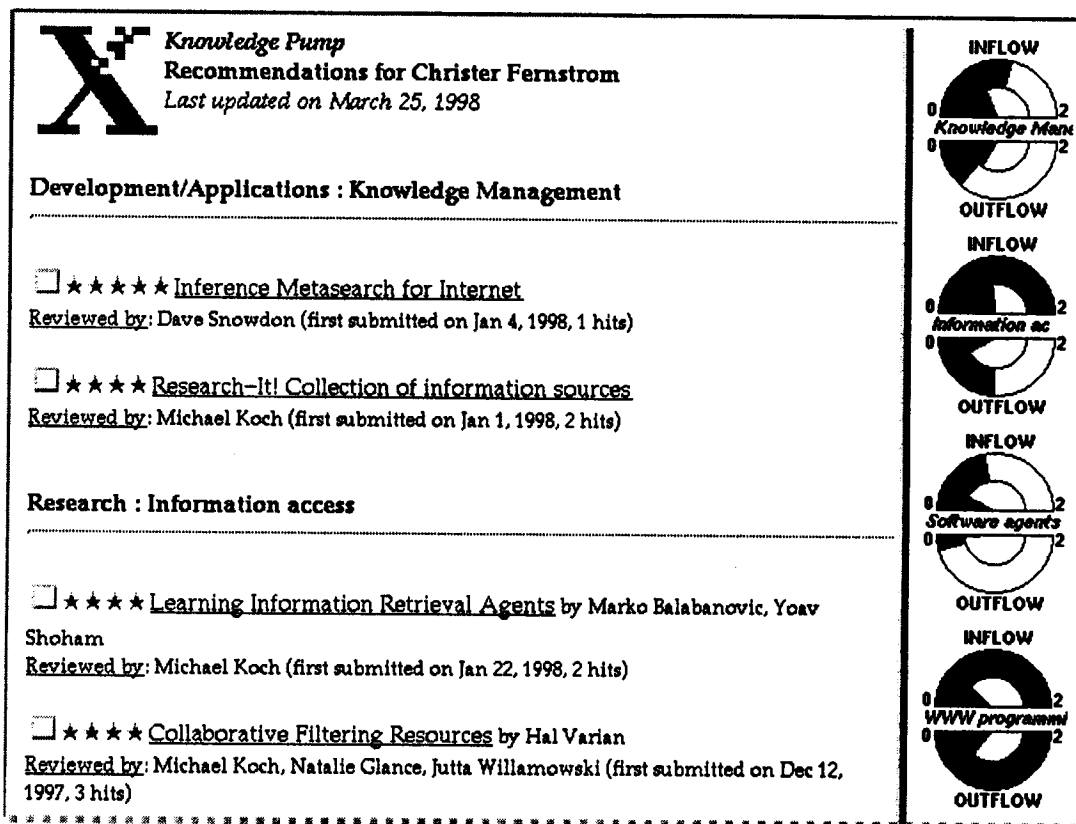 X
Knowledge Pump
Recommendations for Christer Fernstrom
Last updated on March 25, 1998
Development/Applications : Knowledge Management
★★★★★ Inference Metasearch for Internet
Reviewed by: Dave Snowdon (first submitted on Jan 4, 1998, 1 hits)
★★★★ Research-It! Collection of information sources
Reviewed by: Michael Koch (first submitted on Jan 1, 1998, 2 hits)
Research : Information access
★★★★ Learning Information Retrieval Agents by Marko Balabanovic, Yoav
Shoham
Reviewed by: Michael Koch (first submitted on Jan 22, 1998, 2 hits)
★★★★ Collaborative Filtering Resources by Hal Varian
Reviewed by: Michael Koch, Natalie Glance, Jutta Willamowski (first submitted on Dec 12,
1997, 3 hits)
INFLOW
0 2
Knowledge Mane
0 2
OUTFLOW
INFLOW
0 2
Information ac
0 2
OUTFLOW
INFLOW
0 2
Software agents
0 2
OUTFLOW
INFLOW
0 2
WWW programmi
0 2
OUTFLOW